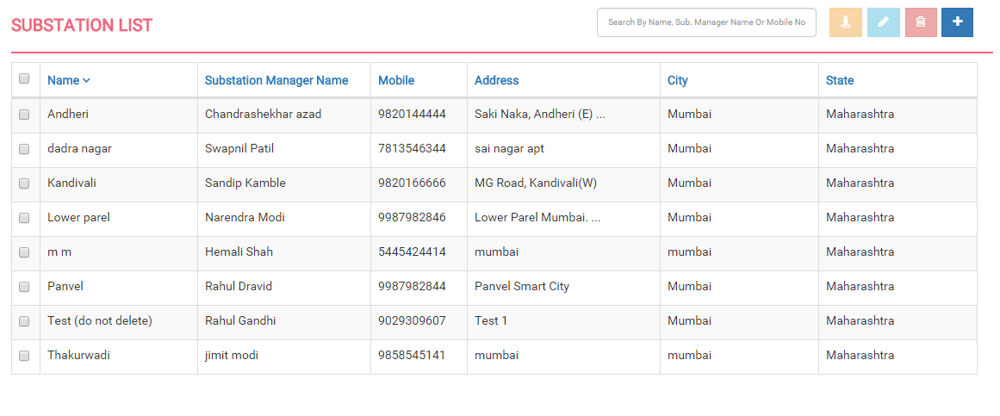 SUBSTATION LIST
Search By Name, Sub. Manager Name Or Mobile No
Name Substation Manager Name Mobile Address City State
Andheri Chandrashekhar azad 9820144444 Saki Naka, Andheri (E) ... Mumbai Maharashtra
dadra nagar Swapnil Patil 7813546344 sai nagar apt Mumbai Maharashtra
Kandivali Sandip Kamble 9820166666 MG Road, Kandivali(W) Mumbai Maharashtra
Lower parel Narendra Modi 9987982846 Lower Parel Mumbai. ... Mumbai Maharashtra
m m Hemali Shah 5445424414 mumbai mumbai Maharashtra
Panvel Rahul Dravid 9987982844 Panvel Smart City Mumbai Maharashtra
Test (do not delete) Rahul Gandhi 9029309607 Test 1 Mumbai Maharashtra
Thakurwadi jimit modi 9858545141 mumbai mumbai Maharashtra